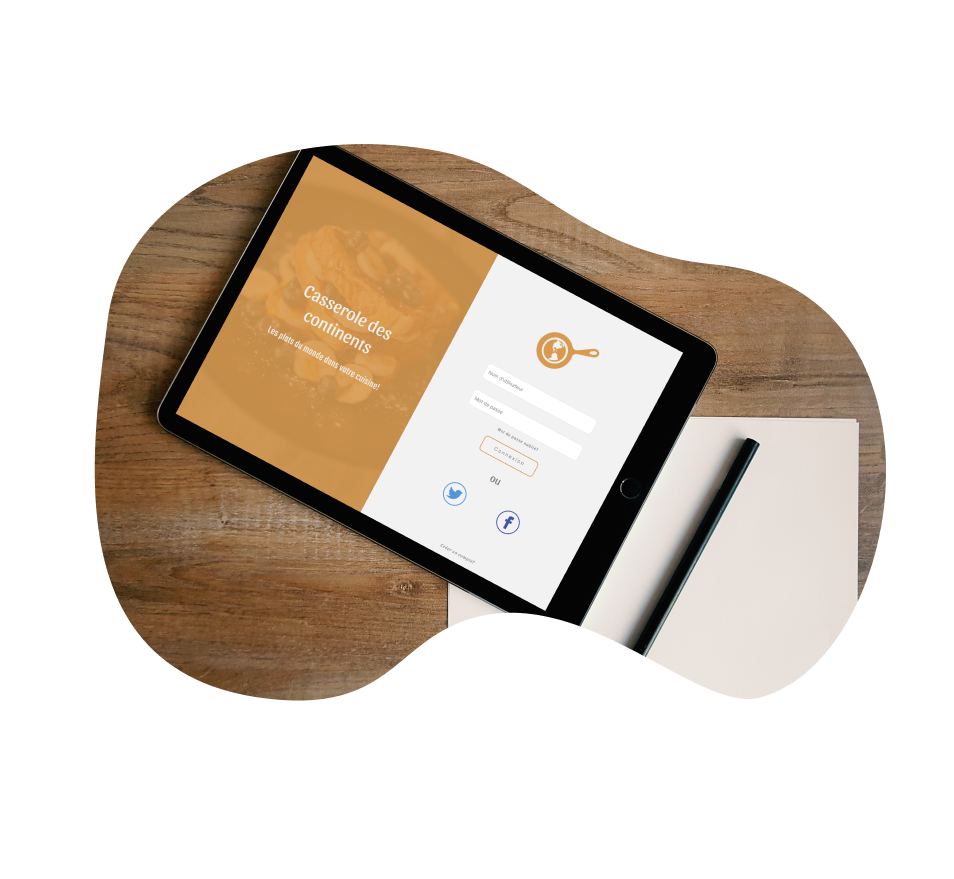 Casserole des
continents
Les plats du monde dans votre cuisine!
Nom d'utilisateur
Mot de passe
Mot de passe oublié?
Connexion
ou
Créer un compte?